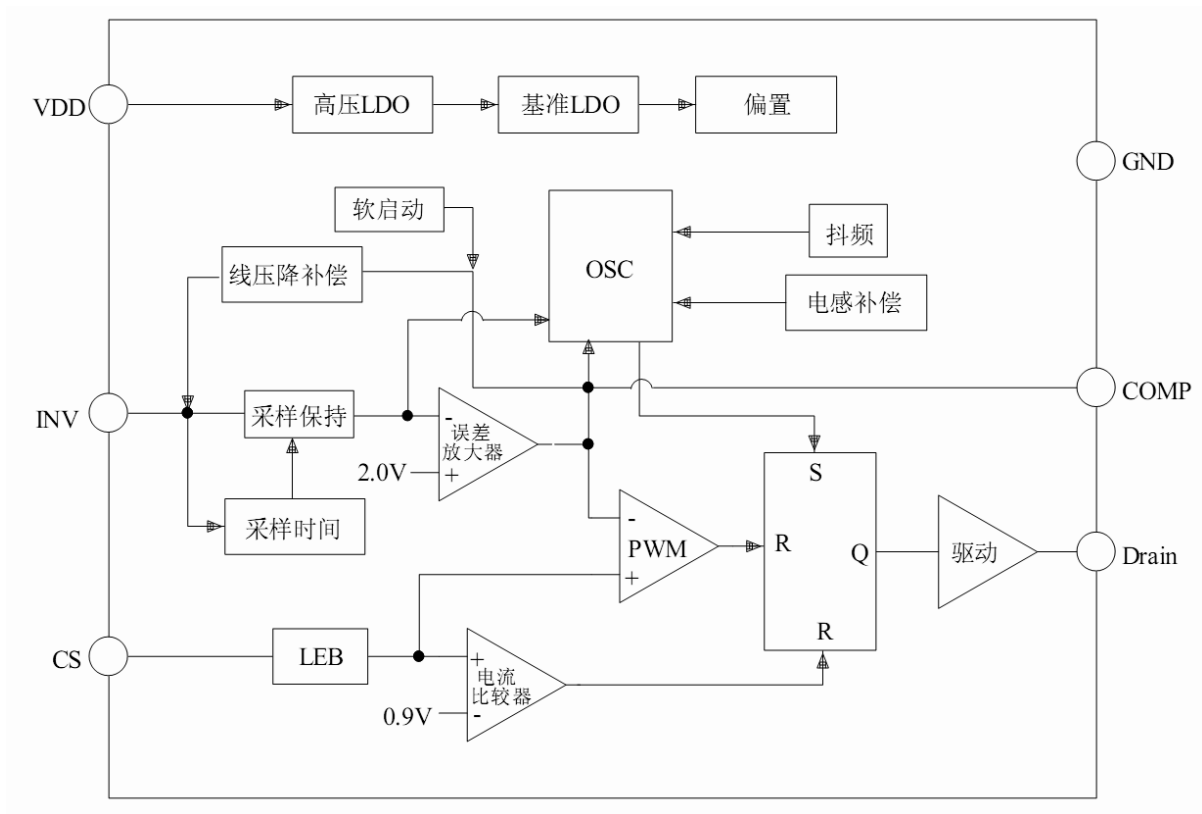 VDD
高压LDO
基准LDO
偏置
GND
软启动
抖频
线压降补偿
OSC
电感补偿
INV
采样保持
-
误差
放大器
2.0V
+
COMP
采样时间
S
-
PWM
+
R
Q
驱动
Drain
CS
LEB
+
电流
比较器
0.9V
-
R